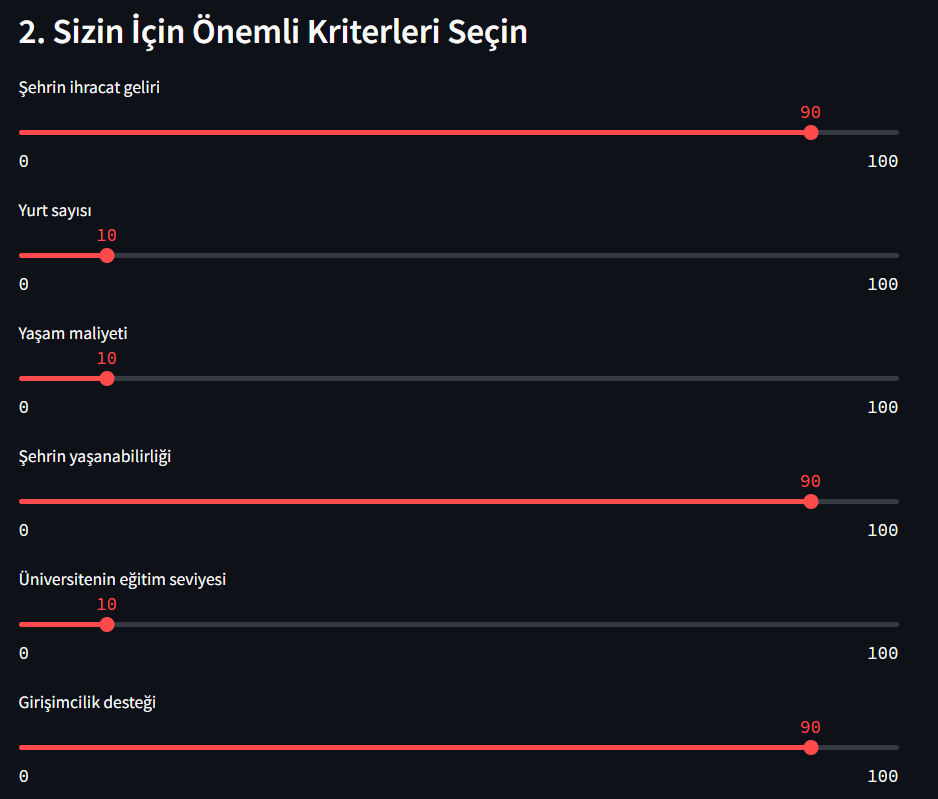 2. Sizin İçin Önemli Kriterleri Seçin
Şehrin ihracat geliri
90
0 100
Yurt sayısı
10
0 100
Yaşam maliyeti
10
0 100
Şehrin yaşanabilirliği
90
0 100
Üniversitenin eğitim seviyesi
10
0 100
Girişimcilik desteği
90
0 100